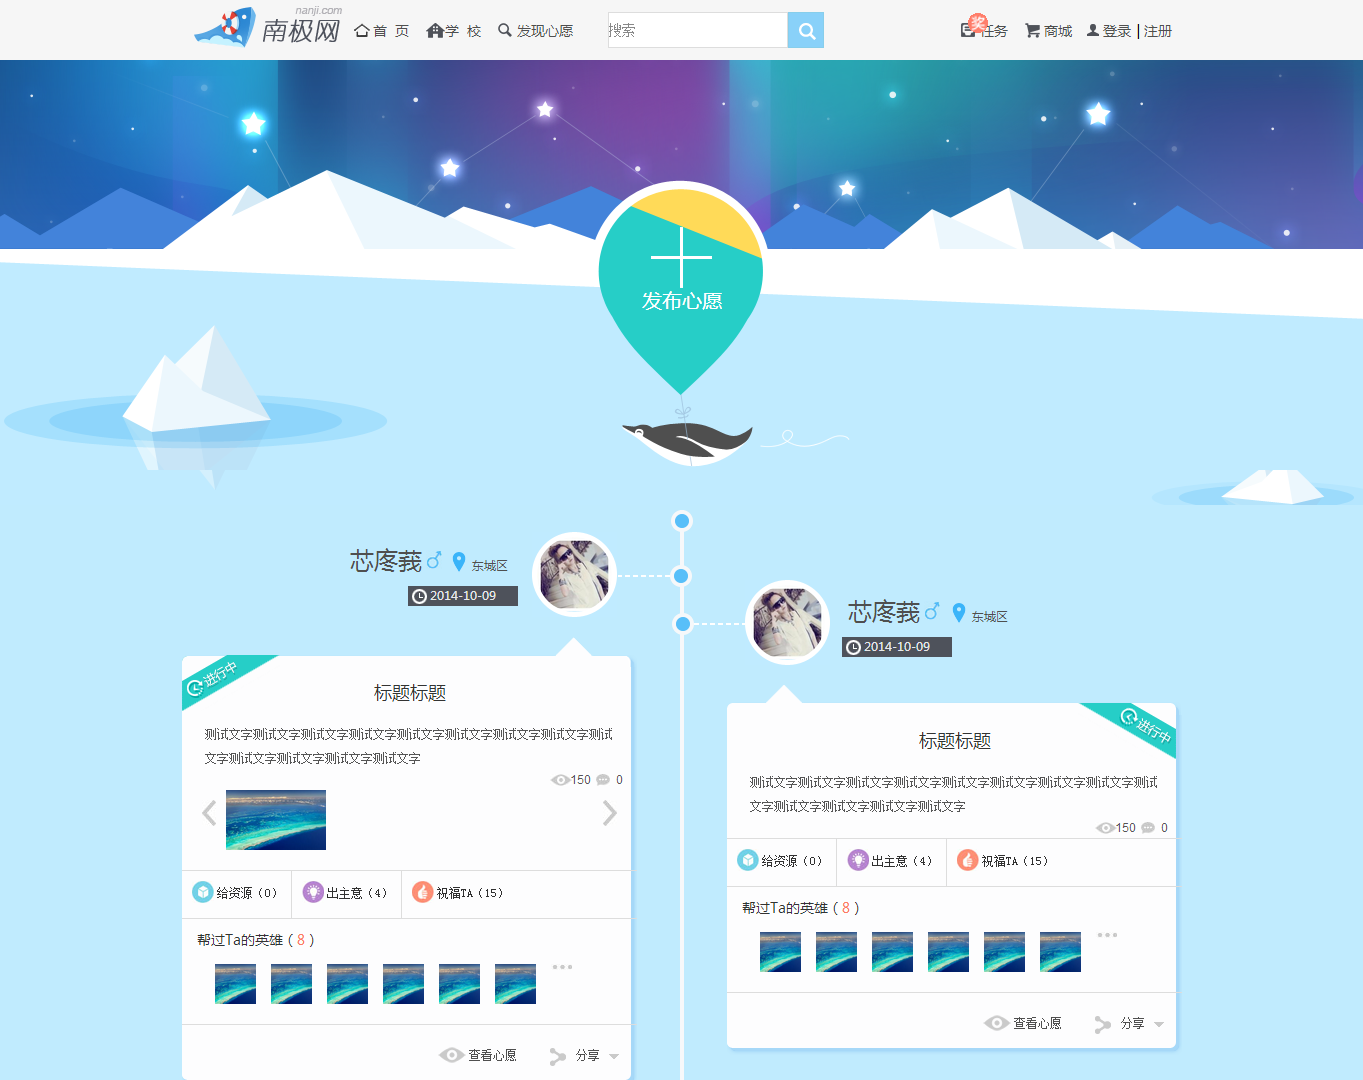 nanji.com
南极网
首 页
学 校
发现心愿
搜索
奖
任务
商城
登录 | 注册
发布心愿
芯庝莪
东城区
2014-10-09
进行中
标题标题
测试文字测试文字测试文字测试文字测试文字测试文字测试文字测试文字测试
文字测试文字测试文字测试文字测试文字
150 0
给资源（0） 出主意（4） 祝福TA（15）
帮过Ta的英雄（8）
查看心愿 分享
芯庝莪
东城区
2014-10-09
进行中
标题标题
测试文字测试文字测试文字测试文字测试文字测试文字测试文字测试文字测试
文字测试文字测试文字测试文字测试文字
150 0
给资源（0） 出主意（4） 祝福TA（15）
帮过Ta的英雄（8）
查看心愿 分享